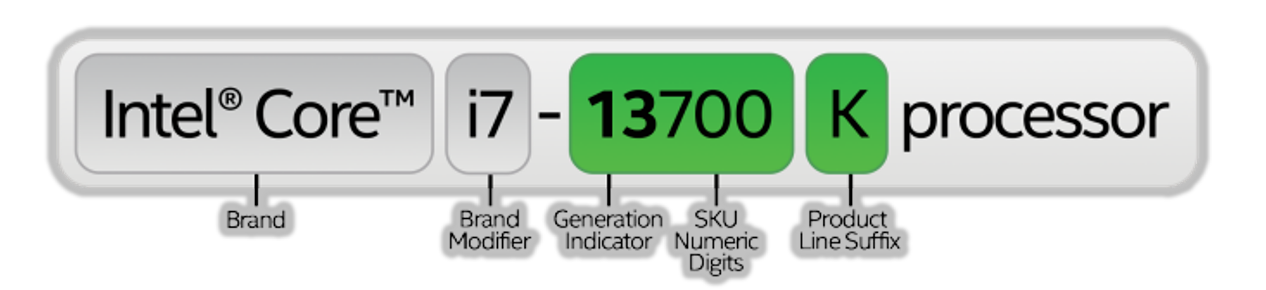 Intel® Core™ i7 - 13700 K processor
Brand
Brand Modifier
Generation Indicator
SKU Numeric Digits
Product Line Suffix